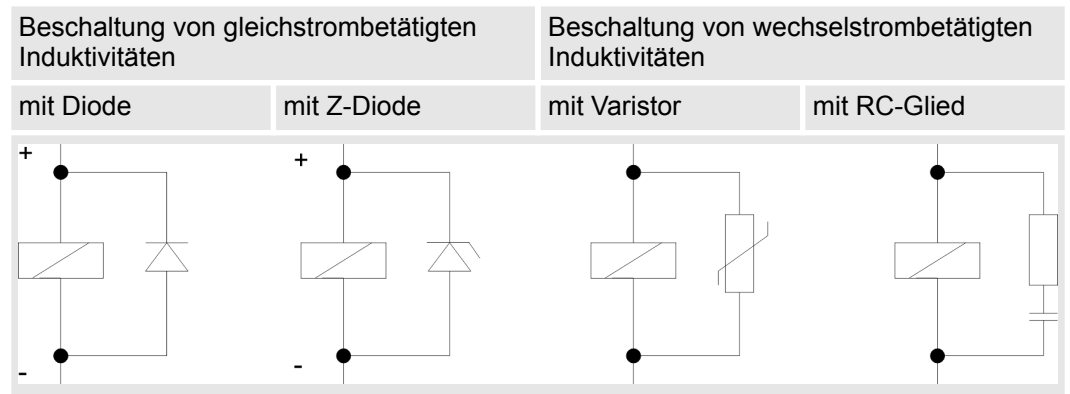 Beschaltung von gleichstrombetätigten
Induktivitäten
Beschaltung von wechselstrombetätigten
Induktivitäten
mit Diode
mit Z-Diode
mit Varistor
mit RC-Glied
+
+
-
-